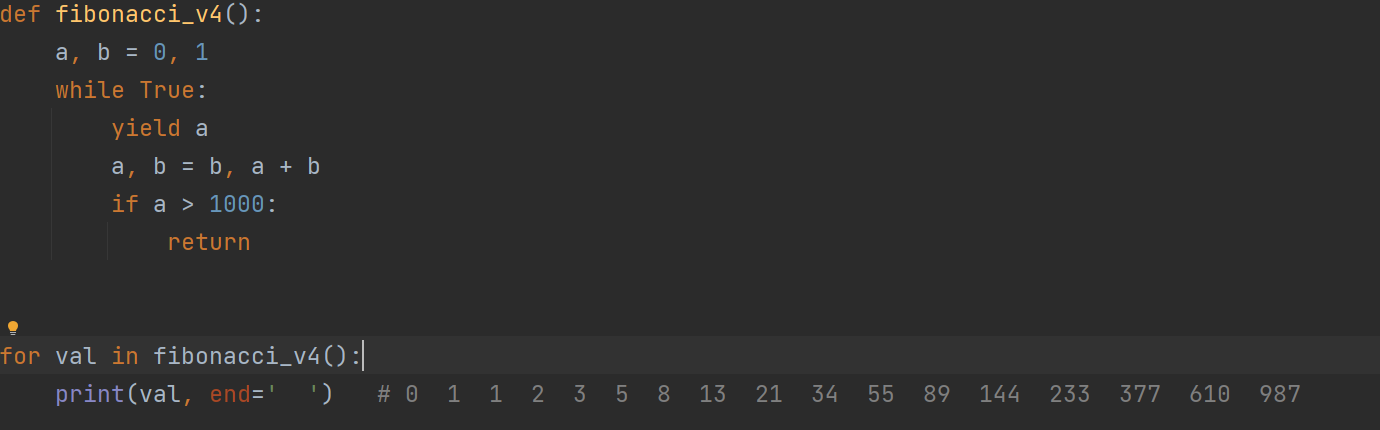 def fibonacci_v4():
    a, b = 0, 1
    while True:
        yield a
        a, b = b, a + b
        if a > 1000:
            return
for val in fibonacci_v4():
    print(val, end='  ')   # 0  1  1  2  3  5  8  13  21  34  55  89  144  233  377  610  987